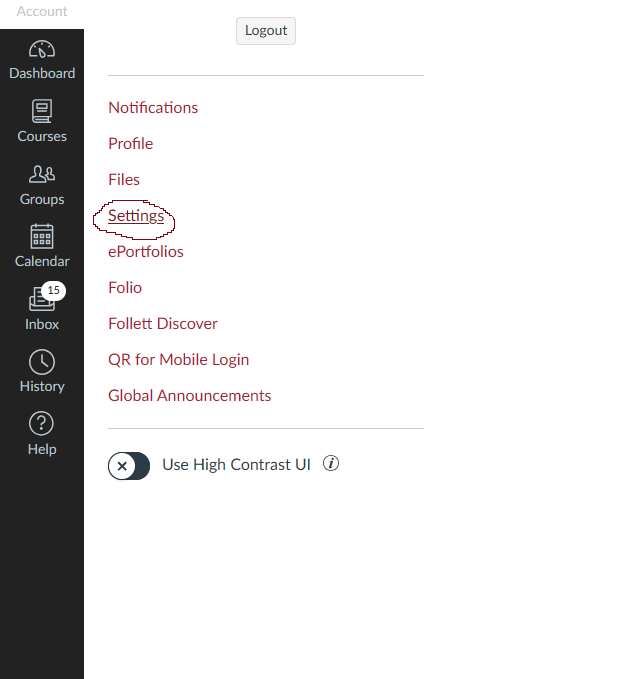 Account
Dashboard
Courses
Groups
Calendar
15
Inbox
History
Help
Logout
Notifications
Profile
Files
Settings
ePortfolios
Folio
Follett Discover
QR for Mobile Login
Global Announcements
Use High Contrast UI